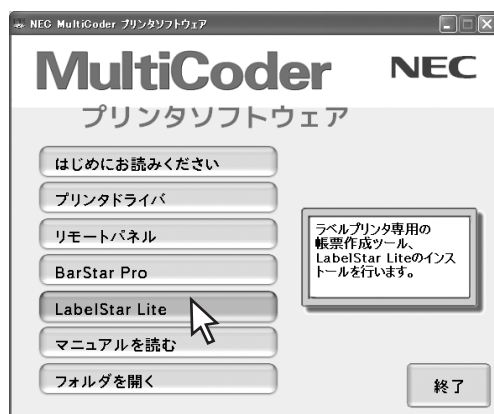 NEC MultiCoder プリンタソフトウェア
MultiCoder NEC
プリンタソフトウェア
はじめにお読みください
プリンタドライバ
リモートパネル
BarStar Pro
LabelStar Lite
マニュアルを読む
フォルダを開く
ラベルプリンタ専用の
帳票作成ツール、
LabelStar Liteのインス
トールを行います。
終了